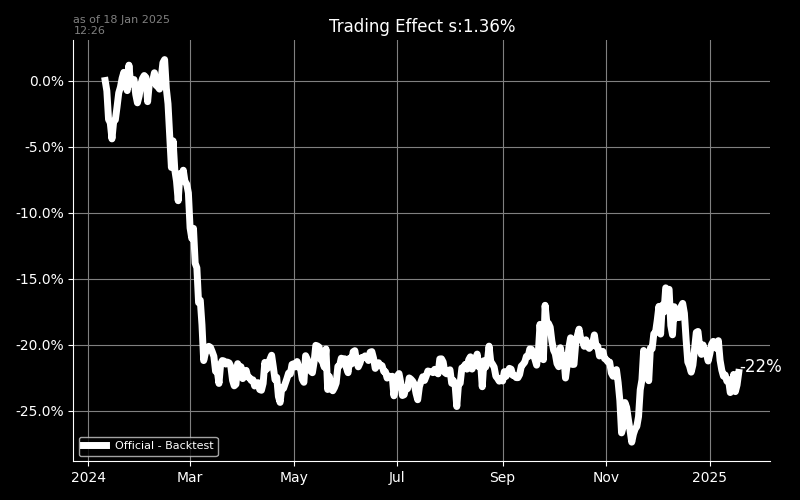 as of 18 Jan 2025
12:26
Trading Effect s:1.36%
0.0%
-5.0%
-10.0%
-15.0%
-20.0%
-25.0%
-22%
Official - Backtest
2024 Mar May Jul Sep Nov 2025